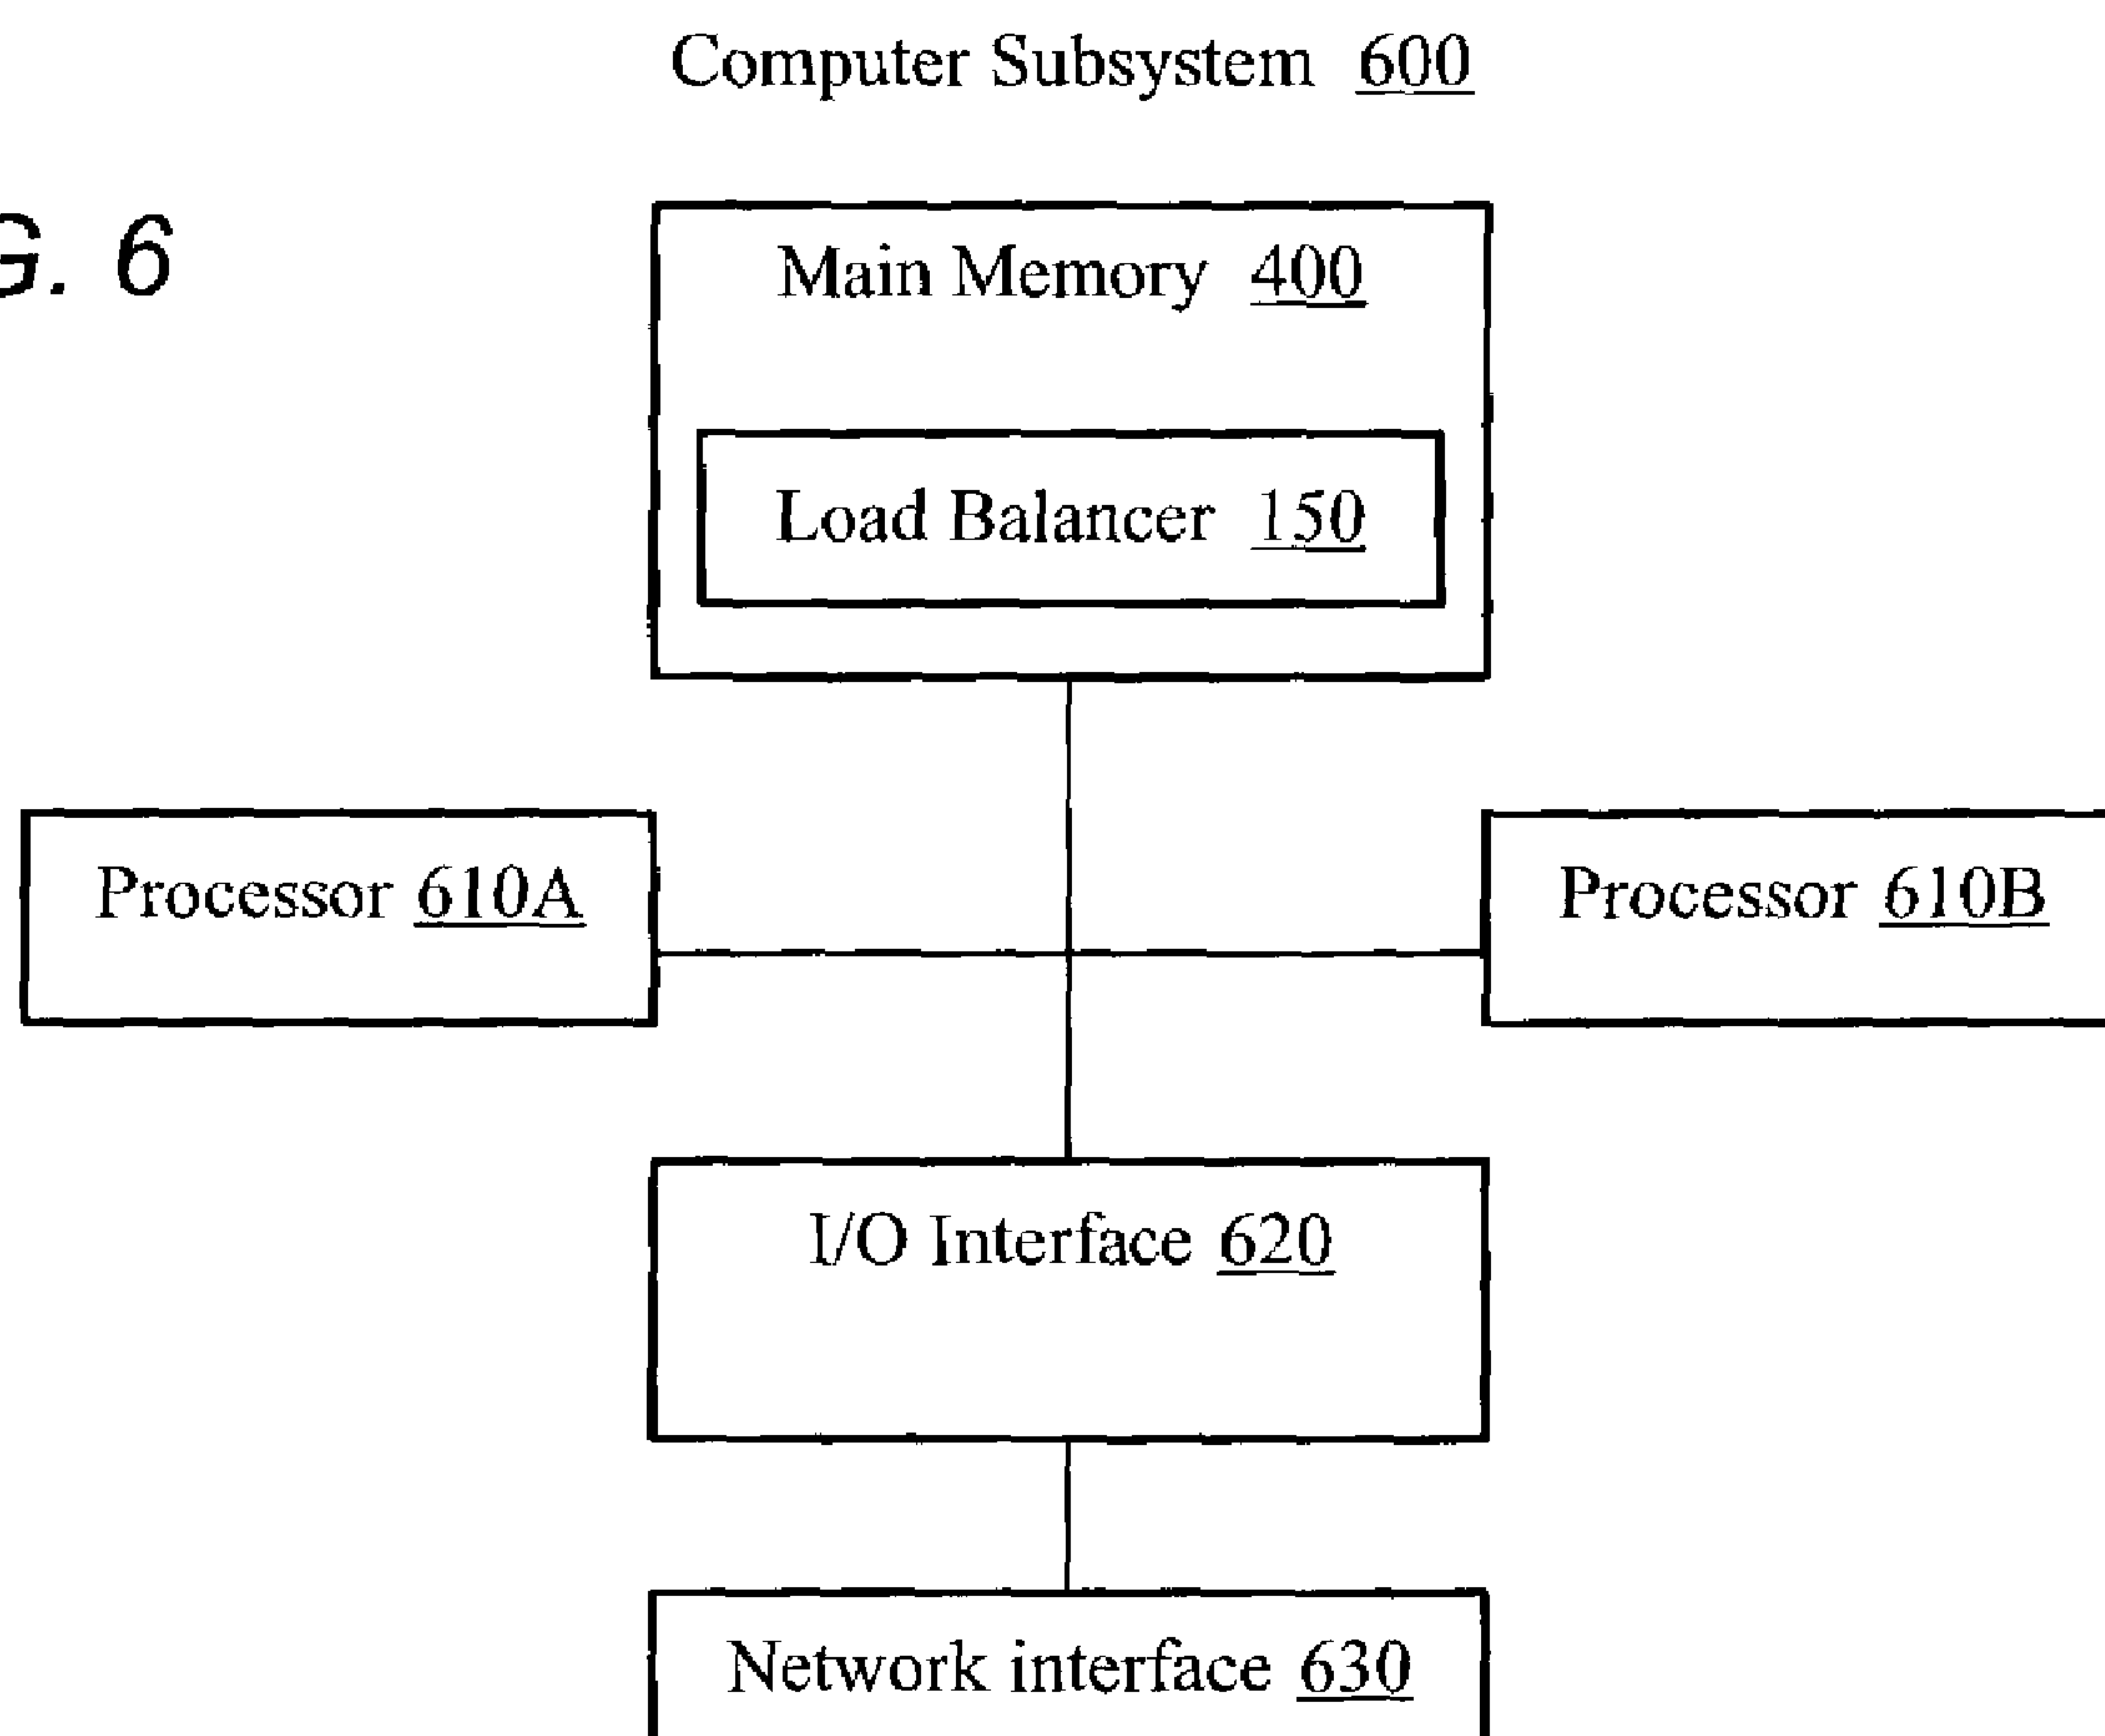 Computer Subsystem 600
G. 6
Main Memory 400
Load Balancer 150
Processor 610A
Processor 610B
I/O Interface 620
Network interface 630